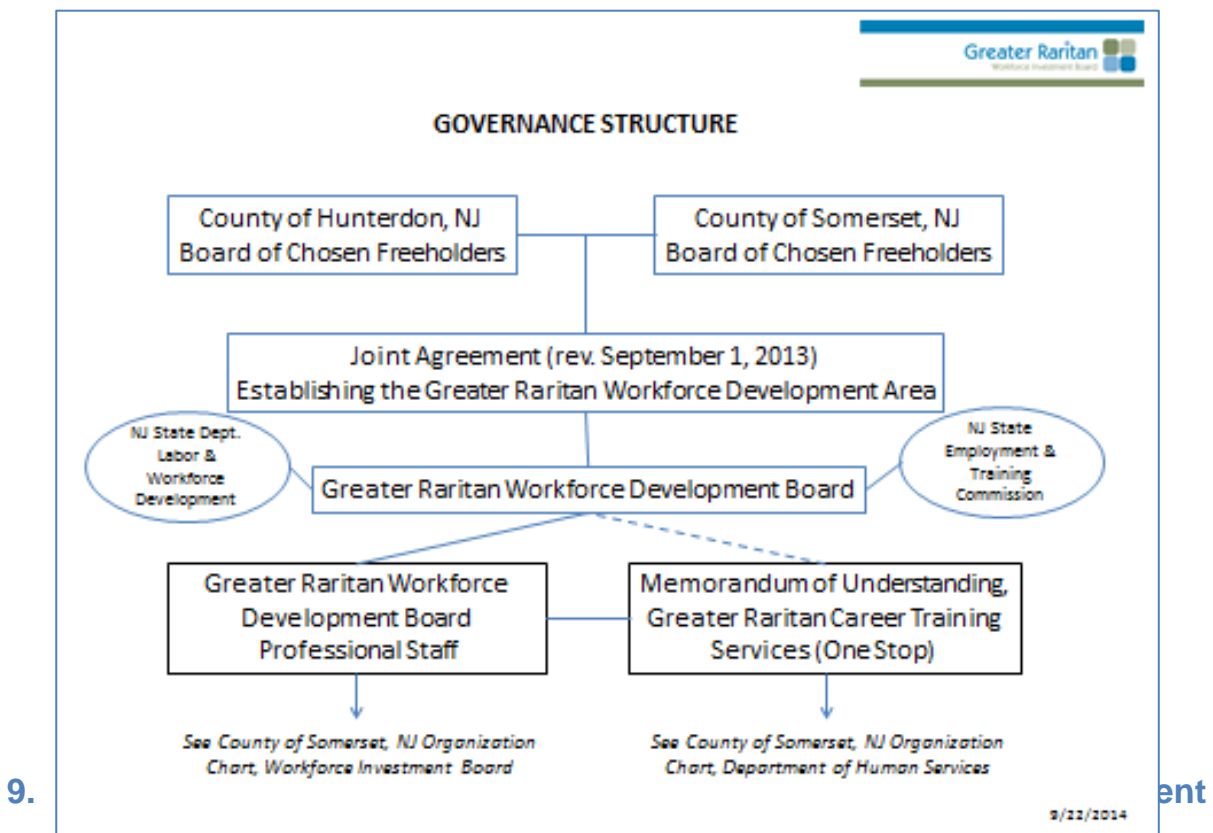 Greater Raritan
Workforce Investment Board
GOVERNANCE STRUCTURE
County of Hunterdon, NJ
Board of Chosen Freeholders
County of Somerset, NJ
Board of Chosen Freeholders
Joint Agreement (rev. September 1, 2013)
Establishing the Greater Raritan Workforce Development Area
NJ State Dept.
Labor &
Workforce
Development
NJ State
Employment &
Training
Commission
Greater Raritan Workforce Development Board
Greater Raritan Workforce
Development Board
Professional Staff
Memorandum of Understanding,
Greater Raritan Career Training
Services (One Stop)
See County of Somerset, NJ Organization
Chart, Workforce Investment Board
See County of Somerset, NJ Organization
Chart, Department of Human Services
9.
ent
9/22/2014